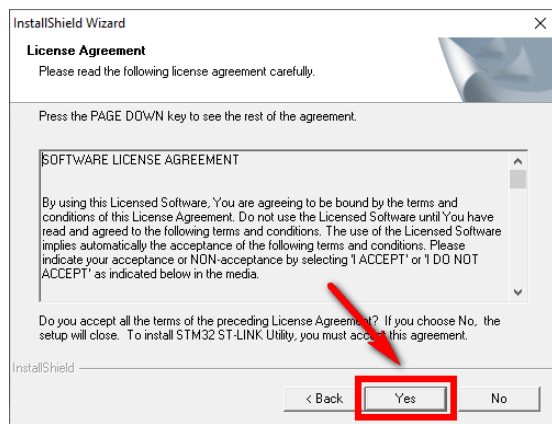 InstallShield Wizard
License Agreement
Please read the following license agreement carefully.
Press the PAGE DOWN key to see the rest of the agreement.
SOFTWARE LICENSE AGREEMENT
By using this Licensed Software, You are agreeing to be bound by the terms and
conditions of this License Agreement. Do not use the Licensed Software until You have
read and agreed to the following terms and conditions. The use of the Licensed Software
implies automatically the acceptance of the following terms and conditions. Please
indicate your acceptance or NON-acceptance by selecting 'I ACCEPT' or 'I DO NOT
ACCEPT' as indicated below in the media.
Do you accept all the terms of the preceding License Agreement? If you choose No, the
setup will close. To install STM32 ST-LINK Utility, you must accept this agreement.
InstallShield
< Back
Yes
No